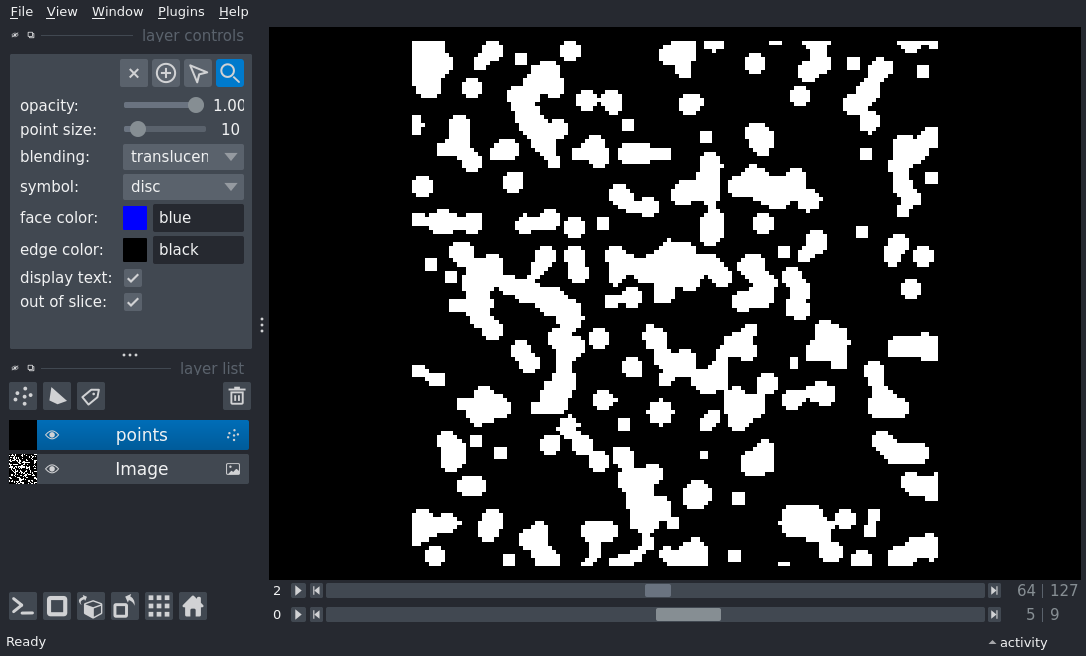 File View Window Plugins Help
layer controls
opacity: 1.00
point size: 10
blending: translucen
symbol: disc
face color: blue
edge color: black
display text:
out of slice:
layer list
points
Image
2 64 | 127
0 5 | 9
Ready activity